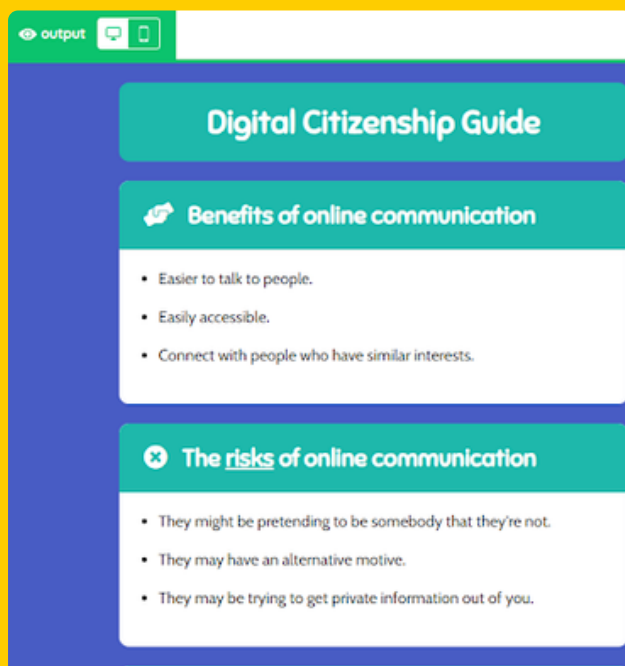 output
Digital Citizenship Guide
Benefits of online communication
• Easier to talk to people.
• Easily accessible.
• Connect with people who have similar interests.
The risks of online communication
• They might be pretending to be somebody that they're not.
• They may have an alternative motive.
• They may be trying to get private information out of you.